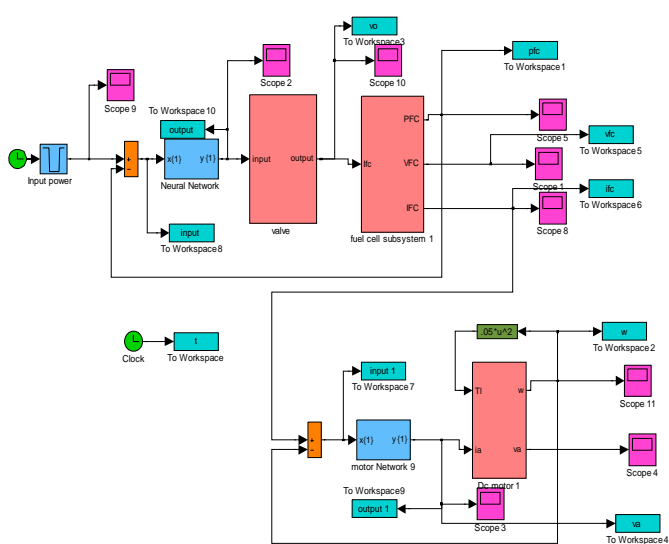 vo
To Workspace3
pfc
To Workspace1
Scope 9
Scope 2
Scope 10
To Workspace10
output
PFC
Scope 5
vfc
To Workspace5
Input power
+
−
x{1}
y{1}
Neural Network
input
output
valve
Ifc
VFC
IFC
fuel cell subsystem 1
Scope 1
ifc
To Workspace6
Scope 8
input
To Workspace8
Clock
t
To Workspace
.05*u^2
w
To Workspace2
input 1
To Workspace7
Tl
w
Scope 11
+
−
x{1}
y{1}
motor Network 9
ia
va
Dc motor 1
Scope 4
To Workspace9
output 1
Scope 3
va
To Workspace4